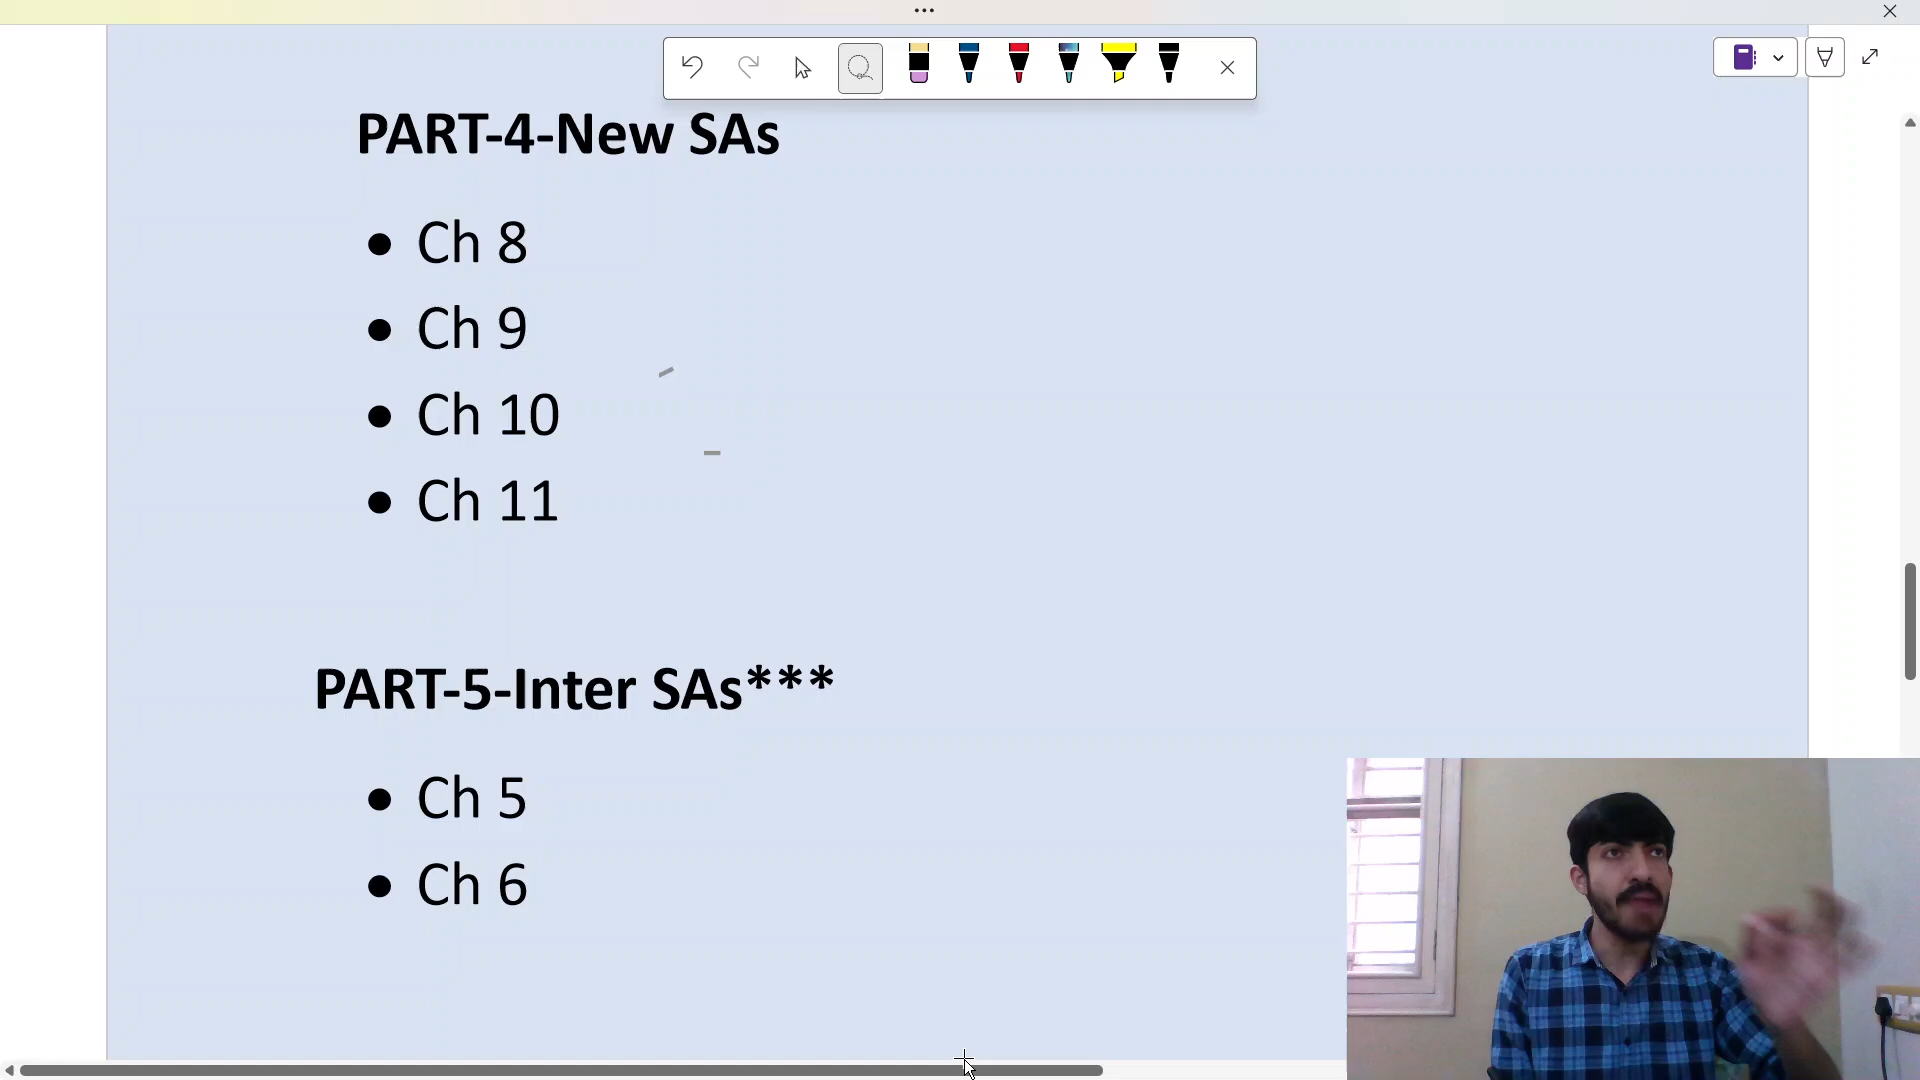 PART-4-New SAs
● Ch 8
● Ch 9
● Ch 10
● Ch 11
PART-5-Inter SAs***
● Ch 5
● Ch 6